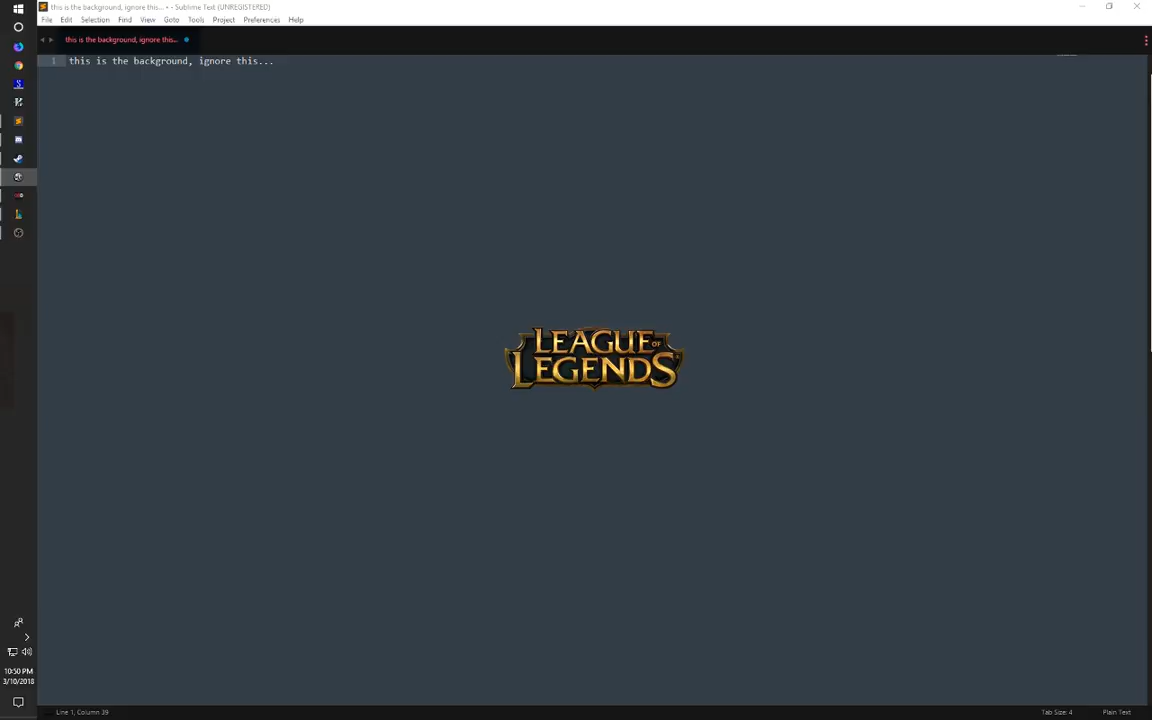 this is the background, ignore this... • - Sublime Text (UNREGISTERED)
File Edit Selection Find View Goto Tools Project Preferences Help
this is the background, ignore this...
1 this is the background, ignore this...
LEAGUE OF
LEGENDS
10:50 PM
3/10/2018
Line 1, Column 39
Tab Size: 4 Plain Text